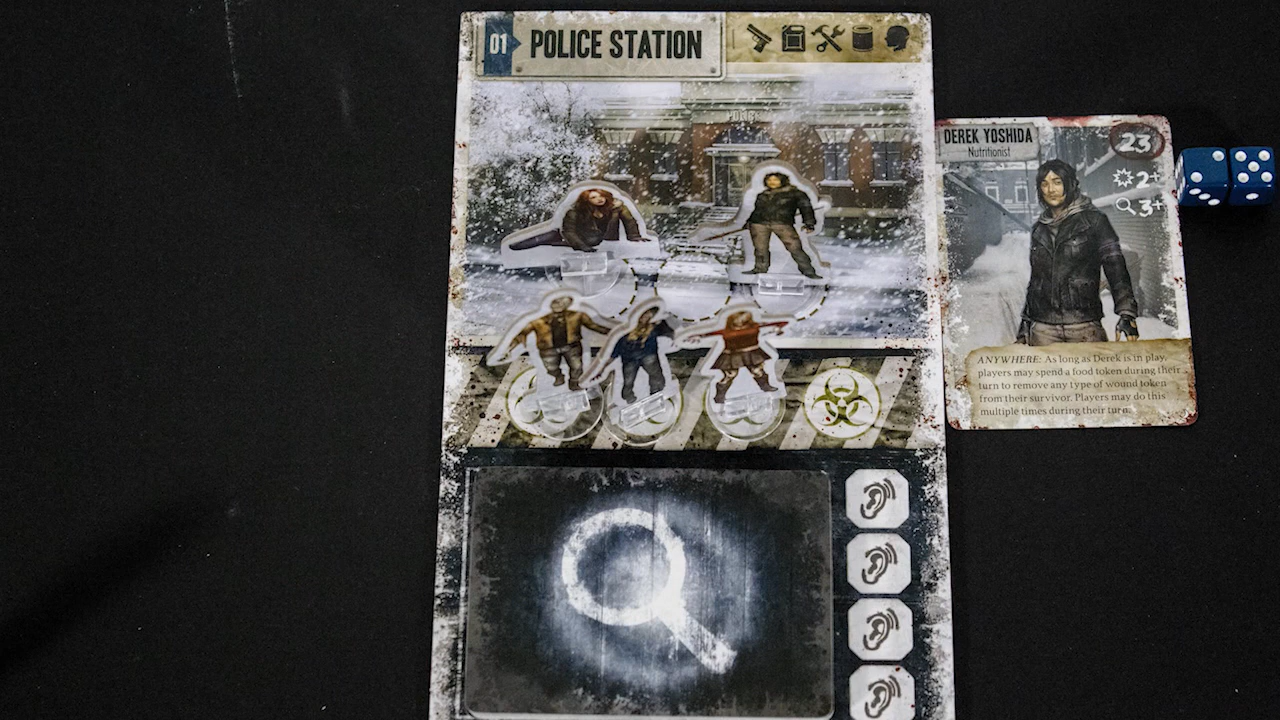 01 POLICE STATION
POLICE
DEREK YOSHIDA
Nutritionist
23
2+
3+
ANYWHERE: As long as Derek is in play,
players may spend a food token during their
turn to remove any type of wound token
from their survivor. Players may do this
multiple times during their turn.